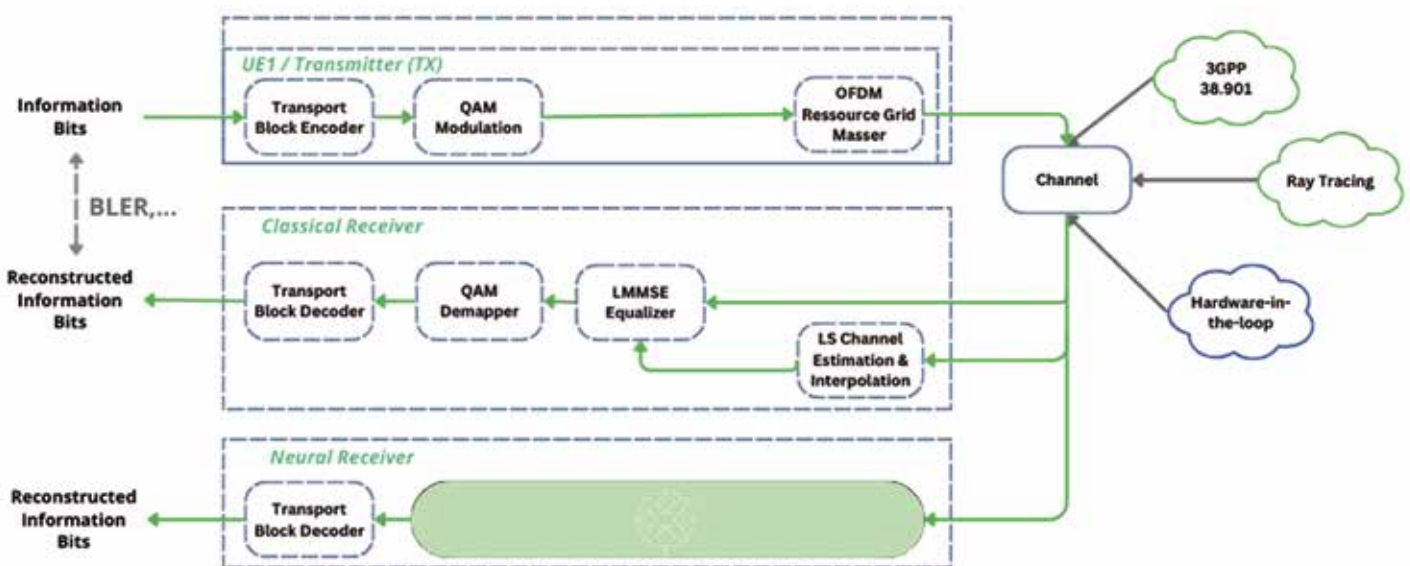 UE1 / Transmitter (TX)
Information
Bits
Transport
Block Encoder
QAM
Modulation
OFDM
Ressource Grid
Masser
3GPP
38.901
Channel
Ray Tracing
Hardware-in-
the-loop
BLER,...
Classical Receiver
Reconstructed
Information
Bits
Transport
Block Decoder
QAM
Demapper
LMMSE
Equalizer
LS Channel
Estimation &
Interpolation
Neural Receiver
Reconstructed
Information
Bits
Transport
Block Decoder